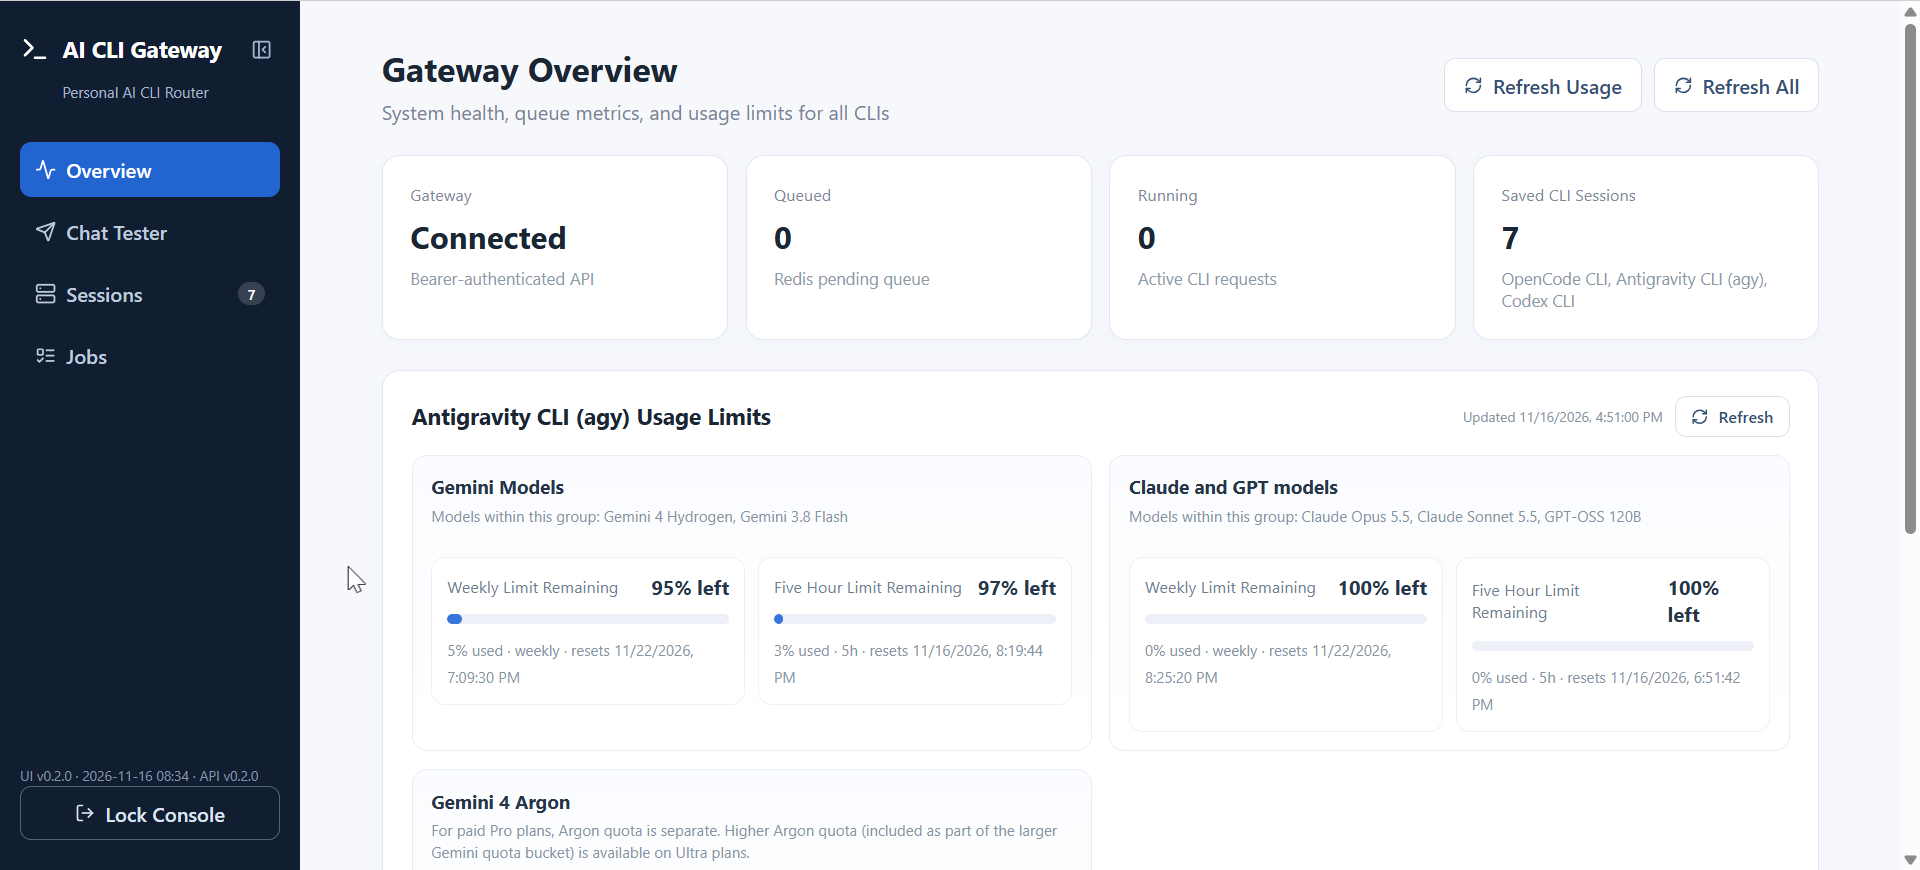 AI CLI Gateway
Personal AI CLI Router
Overview
Chat Tester
Sessions
7
Jobs
UI v0.2.0 · 2026-11-16 08:34 · API v0.2.0
Lock Console
Gateway Overview
System health, queue metrics, and usage limits for all CLIs
Refresh Usage
Refresh All
Gateway
Connected
Bearer-authenticated API
Queued
0
Redis pending queue
Running
0
Active CLI requests
Saved CLI Sessions
7
OpenCode CLI, Antigravity CLI (agy),
Codex CLI
Antigravity CLI (agy) Usage Limits
Updated 11/16/2026, 4:51:00 PM
Refresh
Gemini Models
Models within this group: Gemini 4 Hydrogen, Gemini 3.8 Flash
Weekly Limit Remaining
95% left
5% used · weekly · resets 11/22/2026,
7:09:30 PM
Five Hour Limit Remaining
97% left
3% used · 5h · resets 11/16/2026, 8:19:44
PM
Claude and GPT models
Models within this group: Claude Opus 5.5, Claude Sonnet 5.5, GPT-OSS 120B
Weekly Limit Remaining
100% left
0% used · weekly · resets 11/22/2026,
8:25:20 PM
Five Hour Limit
Remaining
100%
left
0% used · 5h · resets 11/16/2026, 6:51:42
PM
Gemini 4 Argon
For paid Pro plans, Argon quota is separate. Higher Argon quota (included as part of the larger
Gemini quota bucket) is available on Ultra plans.